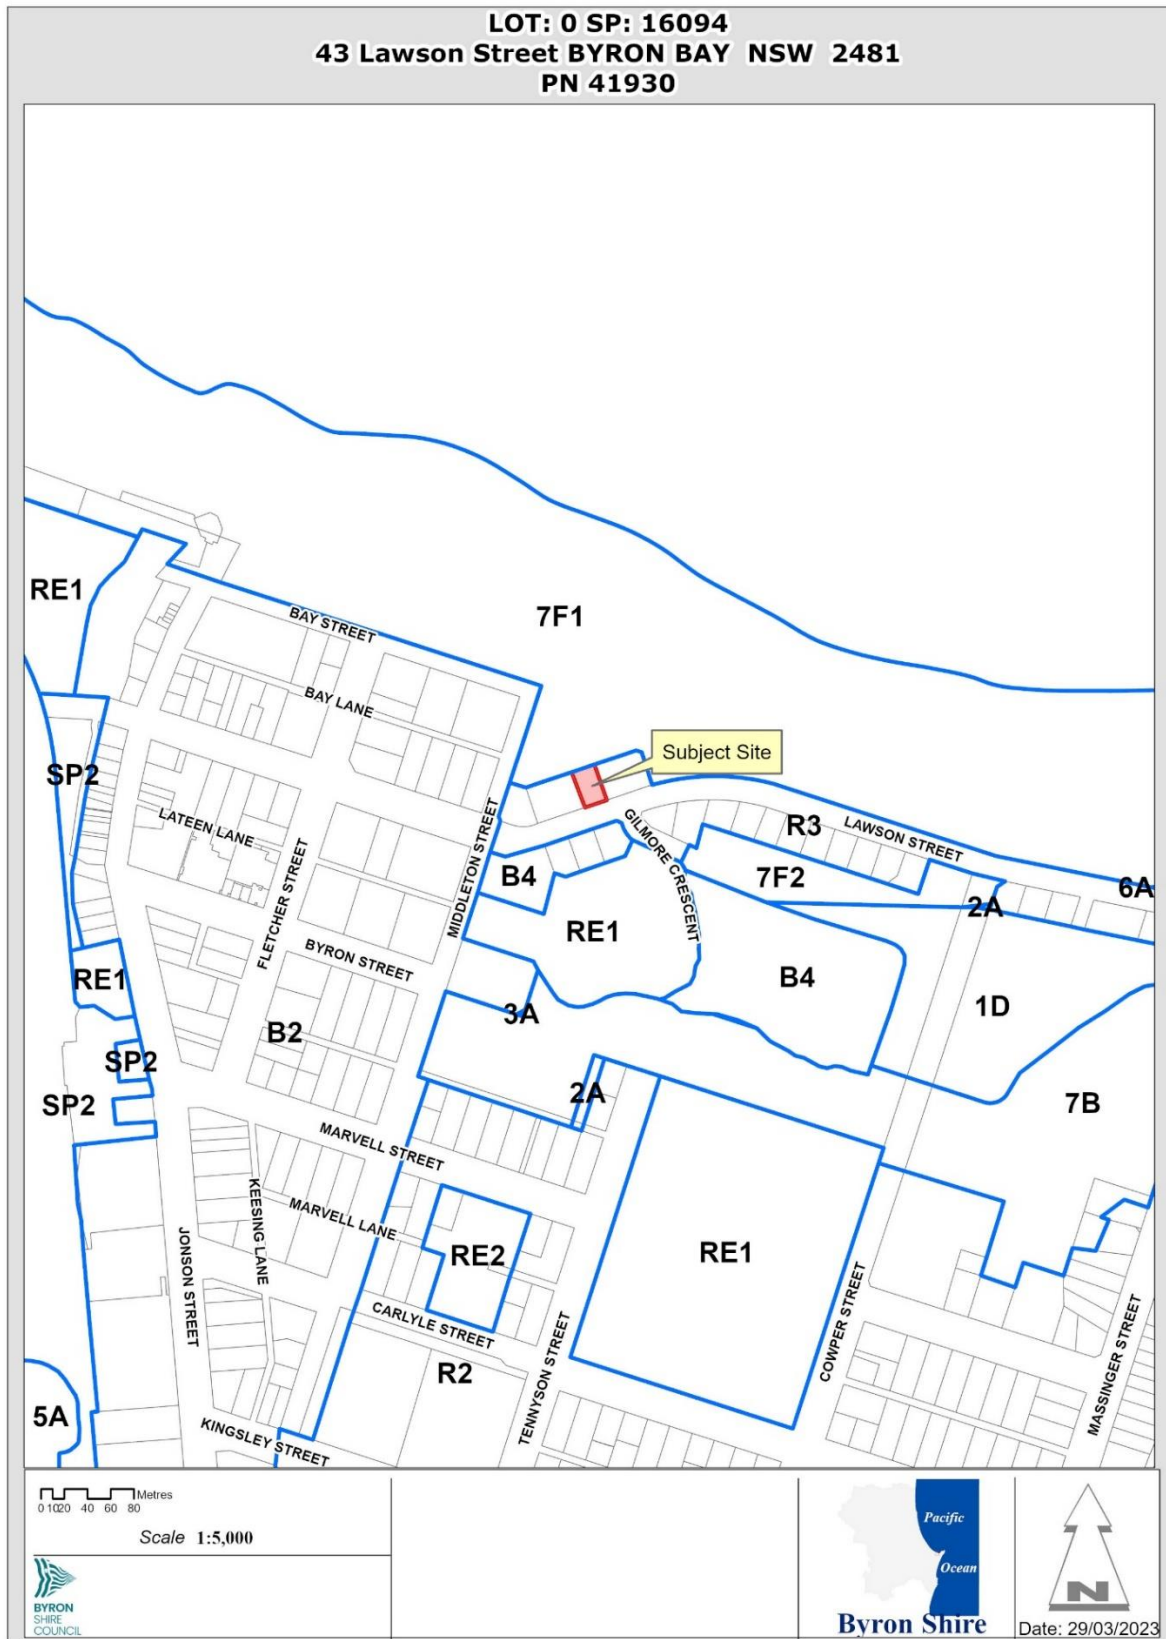 LOT: 0 SP: 16094
43 Lawson Street BYRON BAY NSW 2481
PN 41930
RE1
BAY STREET
7F1
BAY LANE
Subject Site
SP2
LATEEN LANE
FLETCHER STREET
MIDDLETON STREET
GILMORE CRESCENT
R3
LAWSON STREET
B4
7F2
6A
2A
RE1
BYRON STREET
RE1
B4
3A
1D
B2
SP2
2A
SP2
7B
MARVELL STREET
KEESING LANE
MARVELL LANE
RE2
RE1
JONSON STREET
CARLYLE STREET
R2
TENNYSON STREET
COWPER STREET
MASSINGER STREET
5A
KINGSLEY STREET
0 10 20 40 60 80 Metres
Scale 1:5,000
BYRON
SHIRE
COUNCIL
Pacific
Ocean
Byron Shire
N
Date: 29/03/2023